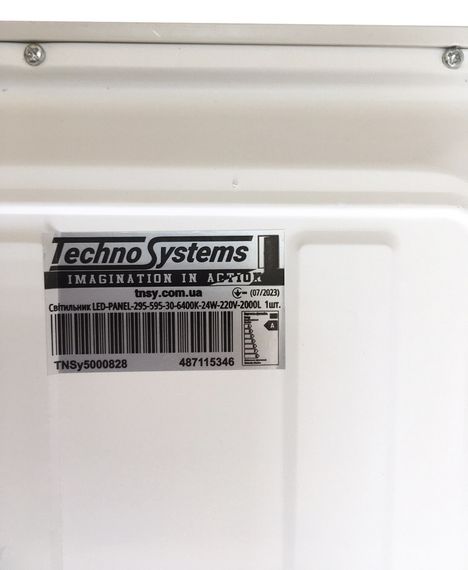 Techno Systems
IMAGINATION IN ACTION
tnsy.com.ua (07/2023)
Світильник LED-PANEL-295-595-30-6400K-24W-220V-2000L 1шт.
A
TNSy5000828 487115346